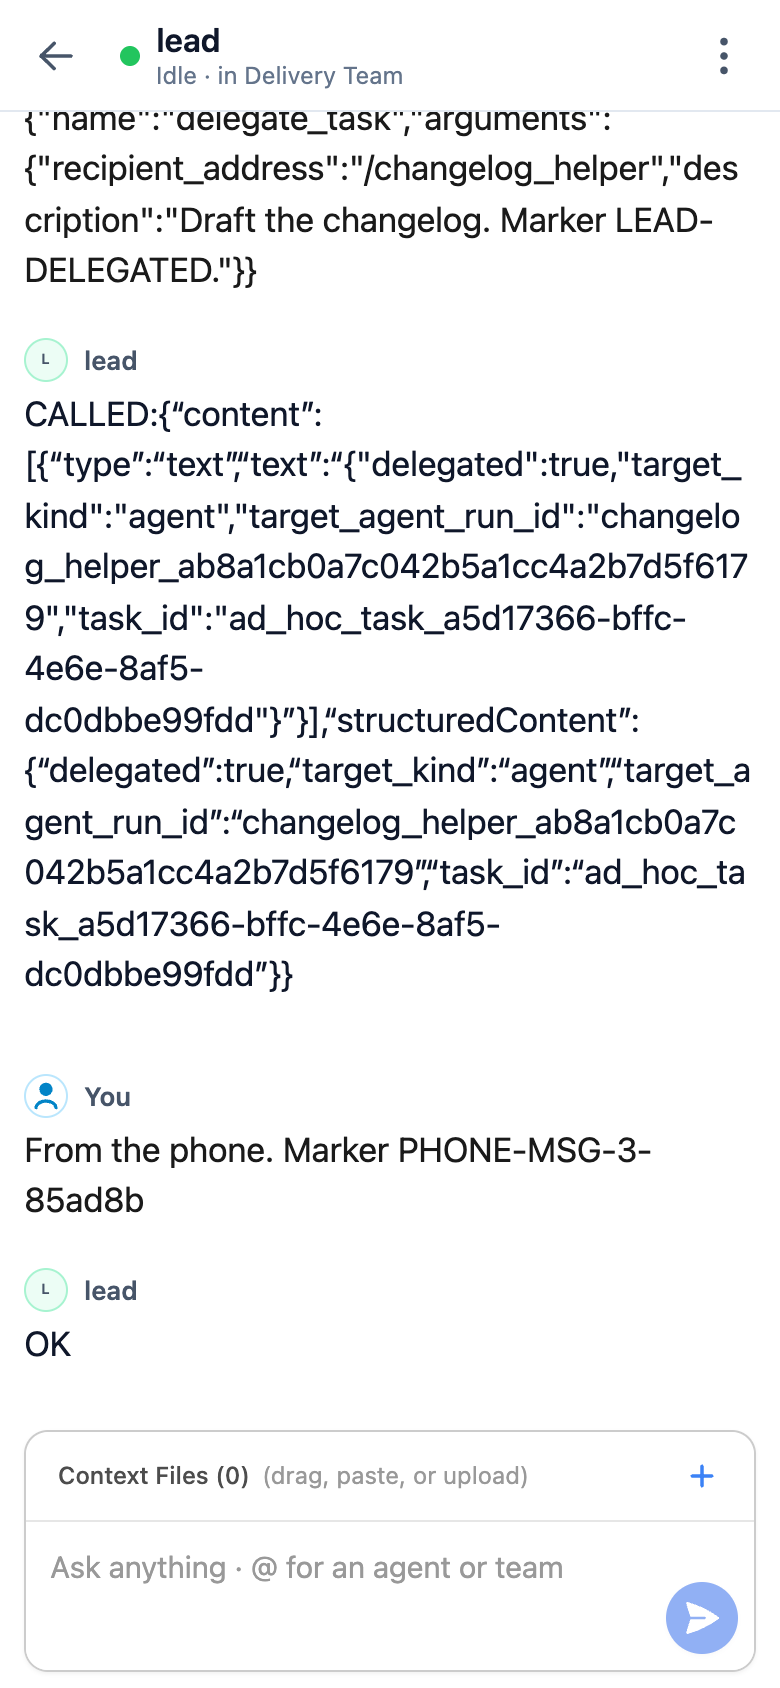 lead
Idle · in Delivery Team
{"name":"delegate_task","arguments":
{"recipient_address":"/changelog_helper","des
cription":"Draft the changelog. Marker LEAD-
DELEGATED."}}
L lead
CALLED:{“content”:
[{“type”:“text”,“text”:“{"delegated":true,"target_
kind":"agent","target_agent_run_id":"changelo
g_helper_ab8a1cb0a7c042b5a1cc4a2b7d5f617
9","task_id":"ad_hoc_task_a5d17366-bffc-
4e6e-8af5-
dc0dbbe99fdd"}”}],“structuredContent”:
{“delegated”:true,“target_kind”:“agent”,“target_a
gent_run_id”:“changelog_helper_ab8a1cb0a7c
042b5a1cc4a2b7d5f6179”,“task_id”:“ad_hoc_ta
sk_a5d17366-bffc-4e6e-8af5-
dc0dbbe99fdd”}}
You
From the phone. Marker PHONE-MSG-3-
85ad8b
L lead
OK
Context Files (0) (drag, paste, or upload)
Ask anything · @ for an agent or team